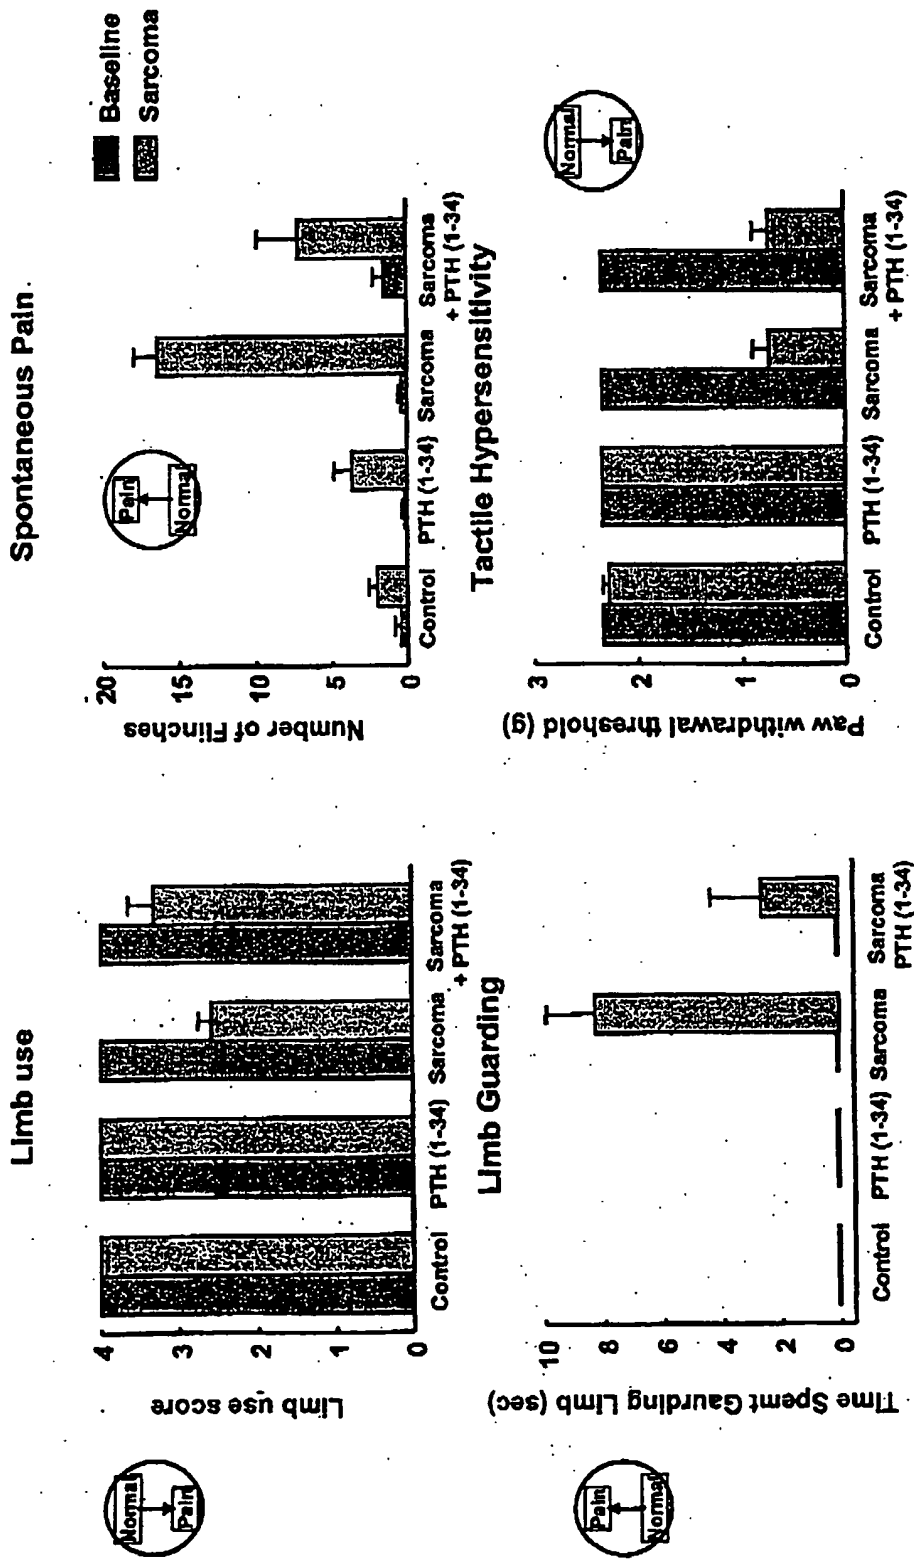 Limb use
Normal
Pain
Limb use score
4
3
2
1
0
Control
PTH (1-34)
Sarcoma
Sarcoma
+ PTH (1-34)
Spontaneous Pain
Baseline
Sarcoma
Pain
Normal
Number of Flinches
20
15
10
5
0
Control
PTH (1-34)
Sarcoma
Sarcoma
+ PTH (1-34)
Limb Guarding
Pain
Normal
Time Spemt Gaurding Limb (sec)
10
8
6
4
2
0
Control
PTH (1-34)
Sarcoma
Sarcoma
PTH (1-34)
Tactile Hypersensitivity
Normal
Pain
Paw withdrawal threshold (g)
3
2
1
0
Control
PTH (1-34)
Sarcoma
Sarcoma
+ PTH (1-34)